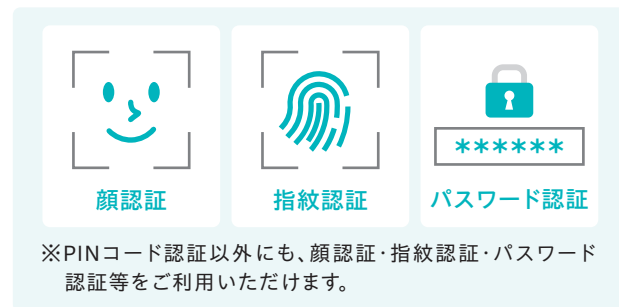 ******
顔認証
指紋認証
パスワード認証
※PINコード認証以外にも、顔認証・指紋認証・パスワード
認証等をご利用いただけます。